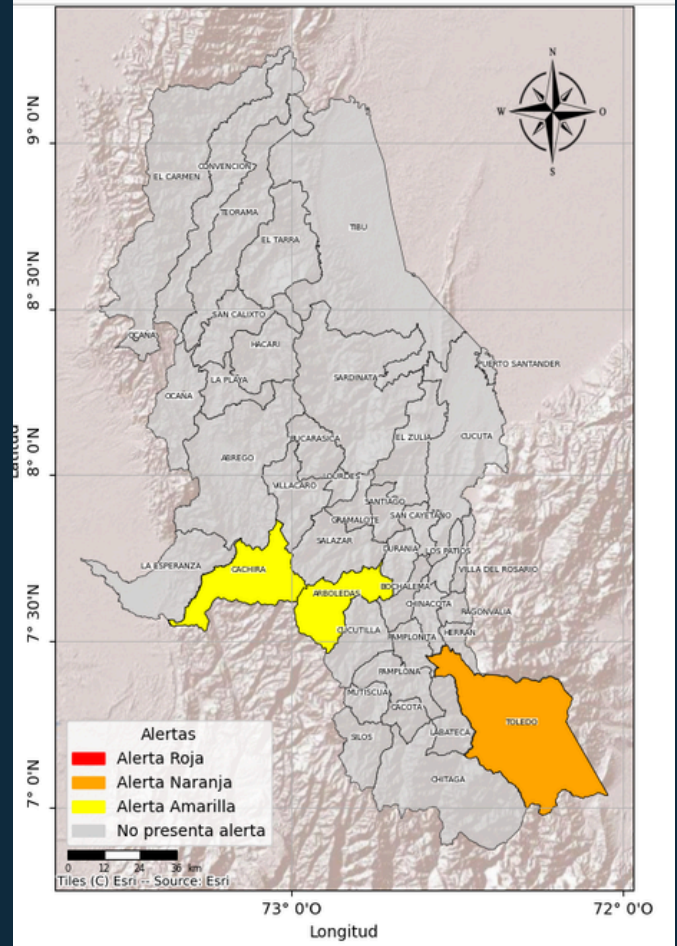 N
W
O
S
9° 0'N
8° 30'N
8° 0'N
7° 30'N
7° 0'N
Latitud
CONVENCION
EL CARMEN
TEORAMA
TIBU
EL TARRA
SAN CALIXTO
OCAÑA
HACARI
PUERTO SANTANDER
LA PLAYA
SARDINATA
OCAÑA
BUCARASICA
EL ZULIA
CUCUTA
ABREGO
LOURDES
VILLACARO
SANTIAGO
GRAMALOTE
SAN CAYETANO
SALAZAR
DURANIA
LOS PATIOS
LA ESPERANZA
CACHIRA
VILLA DEL ROSARIO
BOCHALEMA
ARBOLEDAS
CHINACOTA
RAGONVALIA
CUCUTILLA
HERRAN
PAMPLONITA
PAMPLONA
MUTISCUA
CACOTA
TOLEDO
SILOS
LABATECA
CHITAGA
Alertas
Alerta Roja
Alerta Naranja
Alerta Amarilla
No presenta alerta
0 12 24 36 km
Tiles (C) Esri -- Source: Esri
73° 0'O
72° 0'O
Longitud